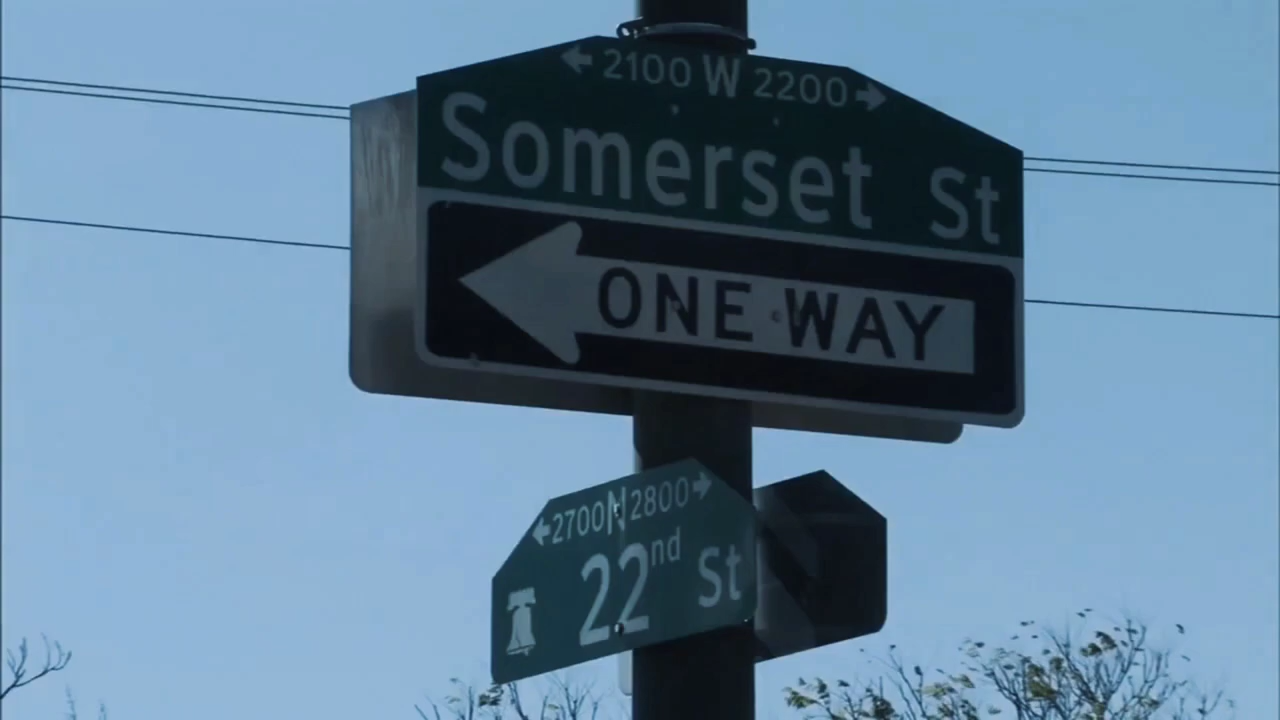 ← 2100 W 2200 →
Somerset St
ONE WAY
← 2700 N 2800 →
22nd St